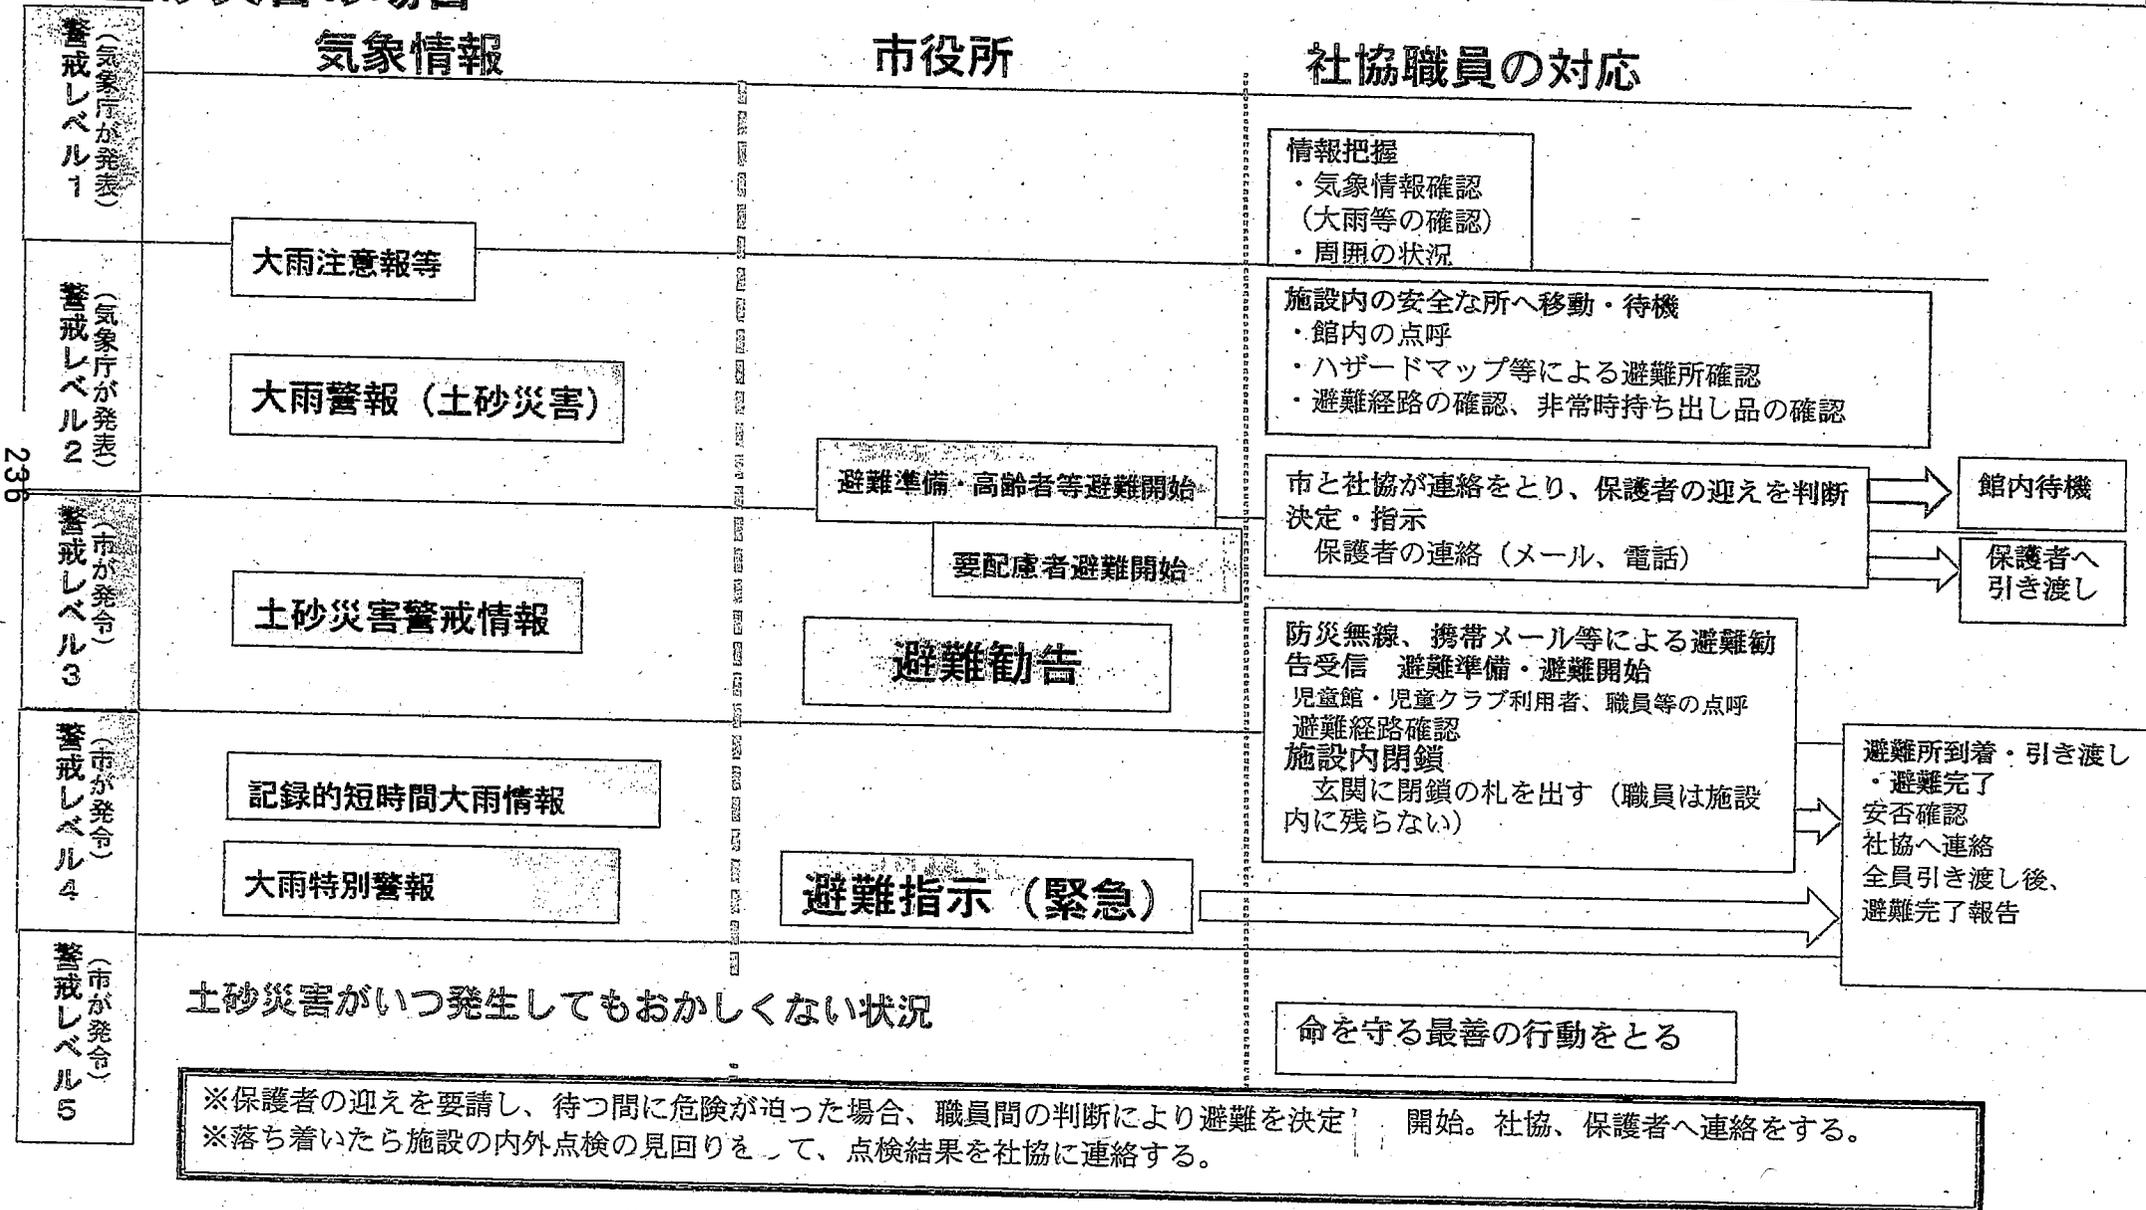 気象情報
市役所
社協職員の対応
警戒レベル1
（気象庁が発表）
情報把握
・気象情報確認
（大雨等の確認）
・周囲の状況
大雨注意報等
警戒レベル2
（気象庁が発表）
施設内の安全な所へ移動・待機
・館内の点呼
・ハザードマップ等による避難所確認
・避難経路の確認、非常時持ち出し品の確認
大雨警報（土砂災害）
避難準備・高齢者等避難開始
市と社協が連絡をとり、保護者の迎えを判断
決定・指示
保護者の連絡（メール、電話）
館内待機
保護者へ
引き渡し
236
警戒レベル3
（市が発令）
要配慮者避難開始
土砂災害警戒情報
避難勧告
防災無線、携帯メール等による避難勧
告受信　避難準備・避難開始
児童館・児童クラブ利用者、職員等の点呼
避難経路確認
施設内閉鎖
玄関に閉鎖の札を出す（職員は施設
内に残らない）
警戒レベル4
（市が発令）
記録的短時間大雨情報
大雨特別警報
避難指示（緊急）
避難所到着・引き渡し
・避難完了
安否確認
社協へ連絡
全員引き渡し後、
避難完了報告
警戒レベル5
（市が発令）
土砂災害がいつ発生してもおかしくない状況
命を守る最善の行動をとる
※保護者の迎えを要請し、待つ間に危険が迫った場合、職員間の判断により避難を決定　開始。社協、保護者へ連絡をする。
※落ち着いたら施設の内外点検の見回りを　て、点検結果を社協に連絡する。